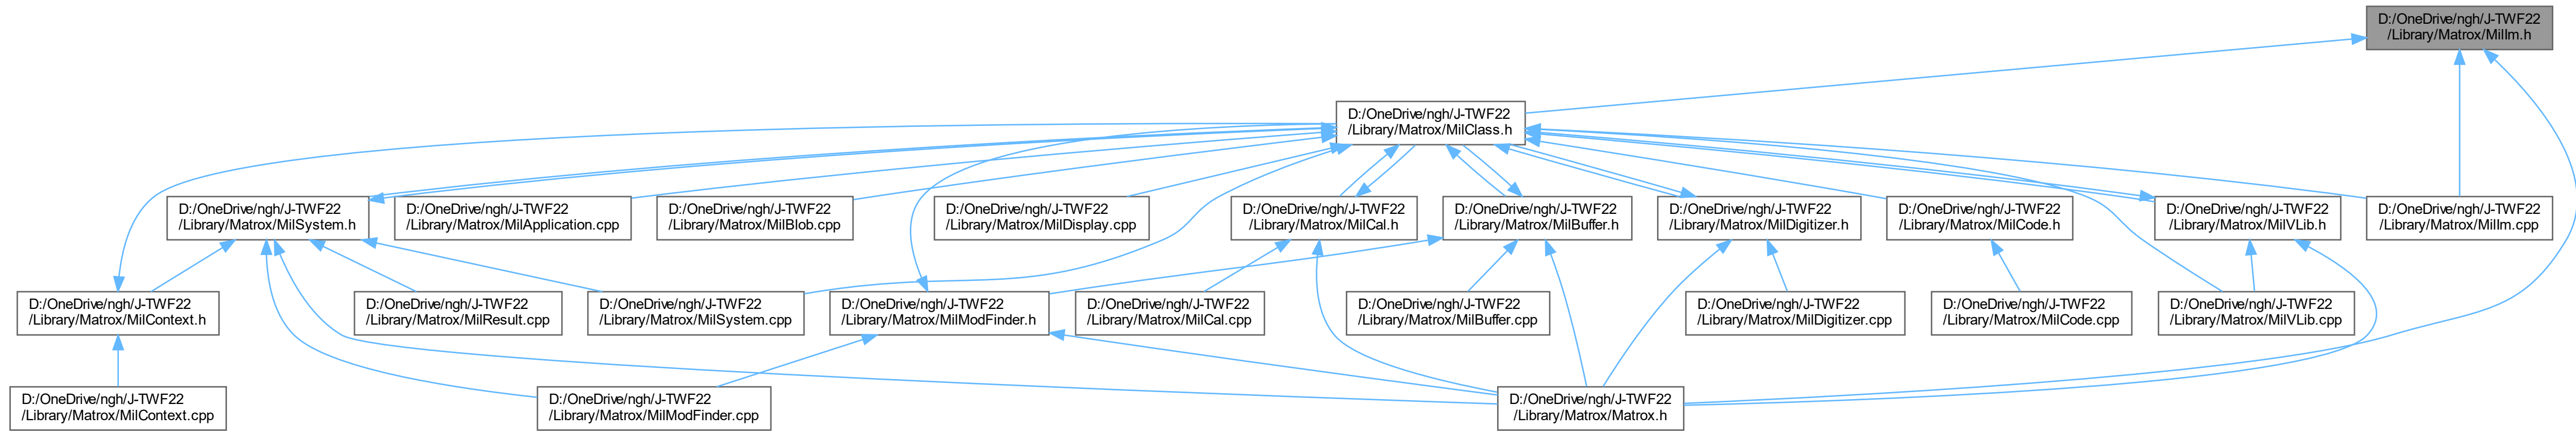 D:/OneDrive/ngh/J-TWF22
/Library/Matrox/MilIm.h
D:/OneDrive/ngh/J-TWF22
/Library/Matrox/MilClass.h
D:/OneDrive/ngh/J-TWF22
/Library/Matrox/MilSystem.h
D:/OneDrive/ngh/J-TWF22
/Library/Matrox/MilApplication.cpp
D:/OneDrive/ngh/J-TWF22
/Library/Matrox/MilBlob.cpp
D:/OneDrive/ngh/J-TWF22
/Library/Matrox/MilDisplay.cpp
D:/OneDrive/ngh/J-TWF22
/Library/Matrox/MilCal.h
D:/OneDrive/ngh/J-TWF22
/Library/Matrox/MilBuffer.h
D:/OneDrive/ngh/J-TWF22
/Library/Matrox/MilDigitizer.h
D:/OneDrive/ngh/J-TWF22
/Library/Matrox/MilCode.h
D:/OneDrive/ngh/J-TWF22
/Library/Matrox/MilVLib.h
D:/OneDrive/ngh/J-TWF22
/Library/Matrox/MilIm.cpp
D:/OneDrive/ngh/J-TWF22
/Library/Matrox/MilContext.h
D:/OneDrive/ngh/J-TWF22
/Library/Matrox/MilResult.cpp
D:/OneDrive/ngh/J-TWF22
/Library/Matrox/MilSystem.cpp
D:/OneDrive/ngh/J-TWF22
/Library/Matrox/MilModFinder.h
D:/OneDrive/ngh/J-TWF22
/Library/Matrox/MilCal.cpp
D:/OneDrive/ngh/J-TWF22
/Library/Matrox/MilBuffer.cpp
D:/OneDrive/ngh/J-TWF22
/Library/Matrox/MilDigitizer.cpp
D:/OneDrive/ngh/J-TWF22
/Library/Matrox/MilCode.cpp
D:/OneDrive/ngh/J-TWF22
/Library/Matrox/MilVLib.cpp
D:/OneDrive/ngh/J-TWF22
/Library/Matrox/MilContext.cpp
D:/OneDrive/ngh/J-TWF22
/Library/Matrox/MilModFinder.cpp
D:/OneDrive/ngh/J-TWF22
/Library/Matrox/Matrox.h